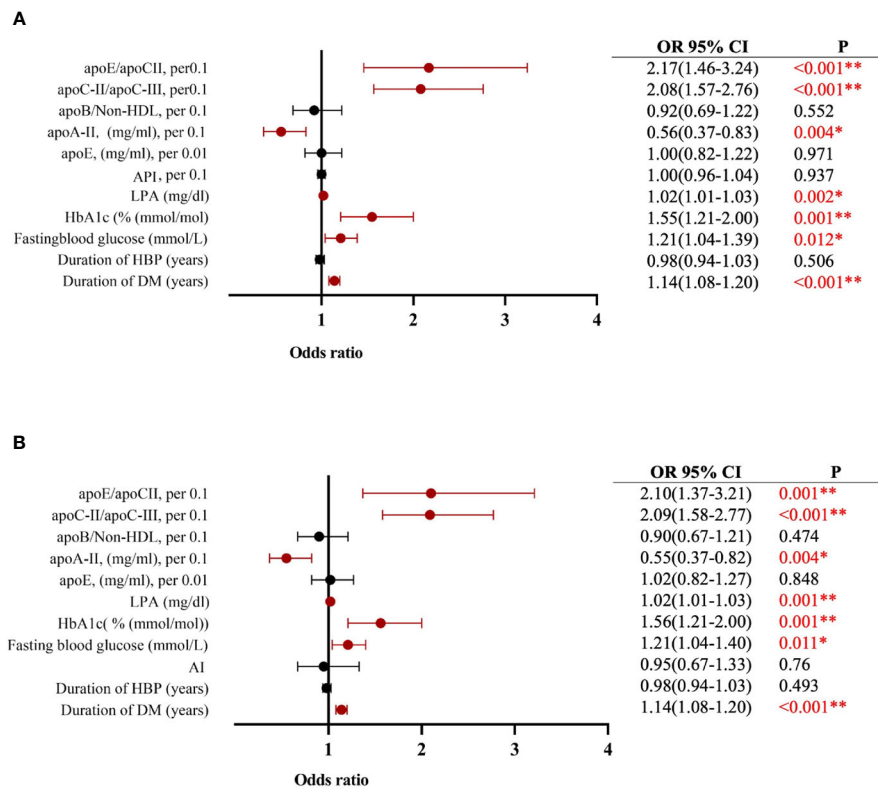 A
OR 95% CI P
apoE/apoCII, per0.1 2.17(1.46-3.24) <0.001**
apoC-II/apoC-III, per0.1 2.08(1.57-2.76) <0.001**
apoB/Non-HDL, per 0.1 0.92(0.69-1.22) 0.552
apoA-II, (mg/ml), per 0.1 0.56(0.37-0.83) 0.004*
apoE, (mg/ml), per 0.01 1.00(0.82-1.22) 0.971
API, per 0.1 1.00(0.96-1.04) 0.937
LPA (mg/dl) 1.02(1.01-1.03) 0.002*
HbA1c (% (mmol/mol) 1.55(1.21-2.00) 0.001**
Fastingblood glucose (mmol/L) 1.21(1.04-1.39) 0.012*
Duration of HBP (years) 0.98(0.94-1.03) 0.506
Duration of DM (years) 1.14(1.08-1.20) <0.001**
1 2 3 4
Odds ratio
B
OR 95% CI P
apoE/apoCII, per 0.1 2.10(1.37-3.21) 0.001**
apoC-II/apoC-III, per 0.1 2.09(1.58-2.77) <0.001**
apoB/Non-HDL, per 0.1 0.90(0.67-1.21) 0.474
apoA-II, (mg/ml), per 0.1 0.55(0.37-0.82) 0.004*
apoE, (mg/ml), per 0.01 1.02(0.82-1.27) 0.848
LPA (mg/dl) 1.02(1.01-1.03) 0.001**
HbA1c( % (mmol/mol)) 1.56(1.21-2.00) 0.001**
Fasting blood glucose (mmol/L) 1.21(1.04-1.40) 0.011*
AI 0.95(0.67-1.33) 0.76
Duration of HBP (years) 0.98(0.94-1.03) 0.493
Duration of DM (years) 1.14(1.08-1.20) <0.001**
1 2 3 4
Odds ratio